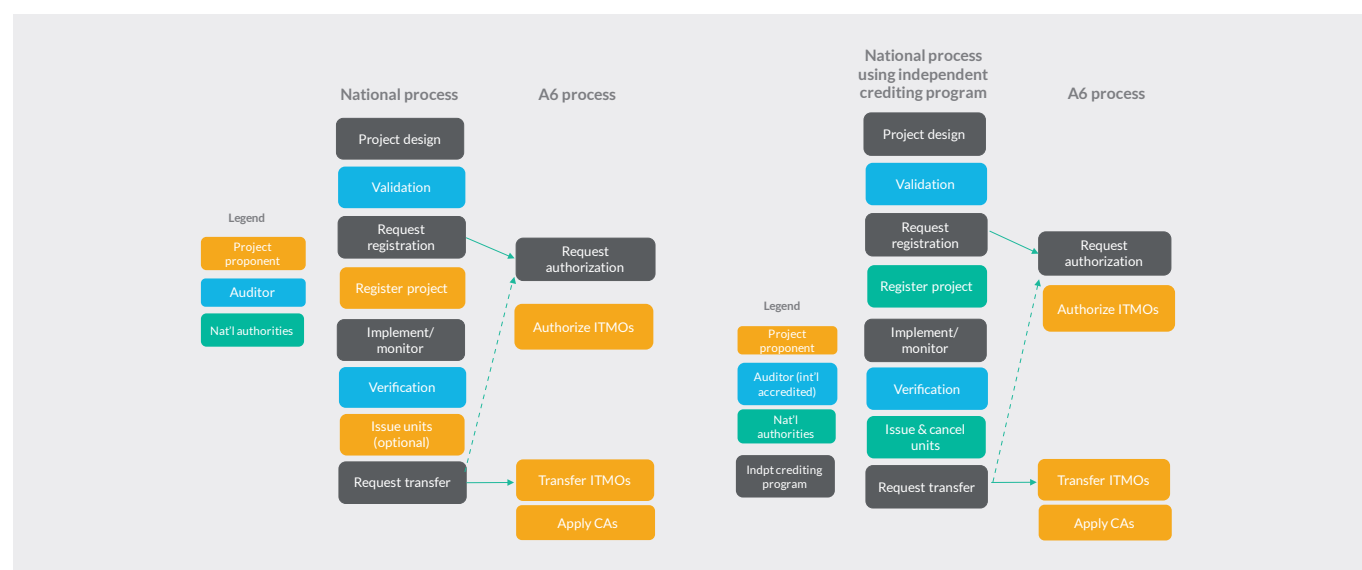 National process
A6 process
Project design
Validation
Request
registration
Register project
Implement/
monitor
Verification
Issue units
(optional)
Request transfer
Request
authorization
Authorize ITMOs
Transfer ITMOs
Apply CAs
Legend
Project
proponent
Auditor
Nat'l authorities
National process
using independent
crediting program
A6 process
Project design
Validation
Request
registration
Register project
Implement/
monitor
Verification
Issue & cancel
units
Request transfer
Request
authorization
Authorize ITMOs
Transfer ITMOs
Apply CAs
Legend
Project
proponent
Auditor (int'l
accredited)
Nat'l
authorities
Indpt crediting
program